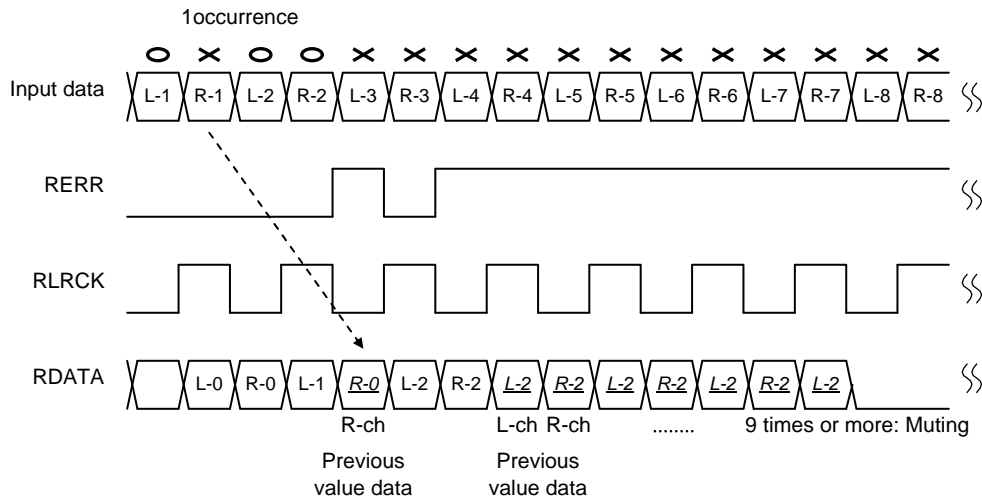 1occurrence
O X O O X X X X X X X X X X X X
Input data L-1 R-1 L-2 R-2 L-3 R-3 L-4 R-4 L-5 R-5 L-6 R-6 L-7 R-7 L-8 R-8
RERR
RLRCK
RDATA L-0 R-0 L-1 R-0 L-2 R-2 L-2 R-2 L-2 R-2 L-2 R-2 L-2
R-ch L-ch R-ch ........ 9 times or more: Muting
Previous Previous
value data value data